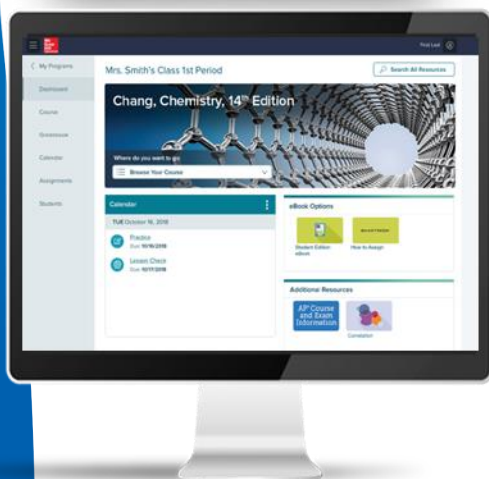 First Last
My Programs
Mrs. Smith's Class 1st Period
Search All Resources
Dashboard
Course
Gradebook
Calendar
Assignments
Students
Chang, Chemistry, 14th Edition
Where do you want to go
Browse Your Course
Calendar
TUE October 16, 2018
Practice
Due 10/16/2018
Lesson Check
Due 10/17/2018
eBook Options
Student Edition
eBook
How to Assign
Additional Resources
AP® Course
and Exam
Information
Correlation